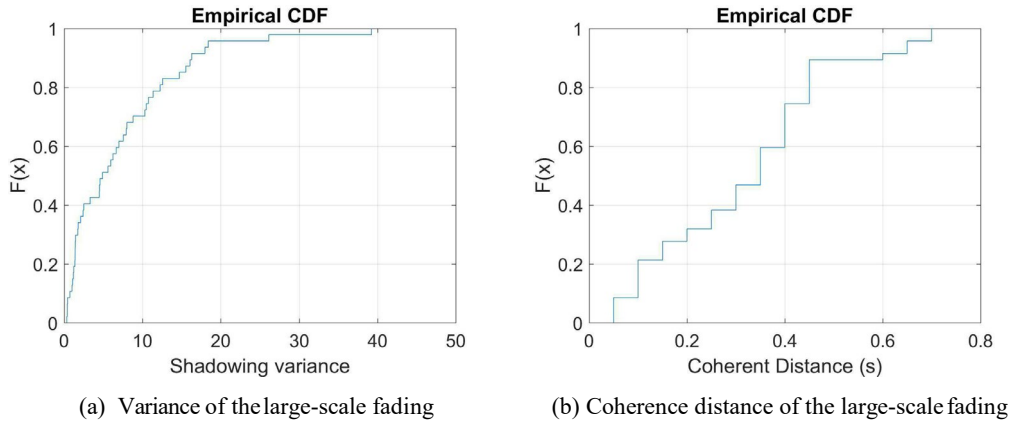 Empirical CDF
1
0.8
0.6
0.4
0.2
0
F(x)
0 10 20 30 40 50
Shadowing variance
(a) Variance of the large-scale fading
Empirical CDF
1
0.8
0.6
0.4
0.2
0
F(x)
0 0.2 0.4 0.6 0.8
Coherent Distance (s)
(b) Coherence distance of the large-scale fading